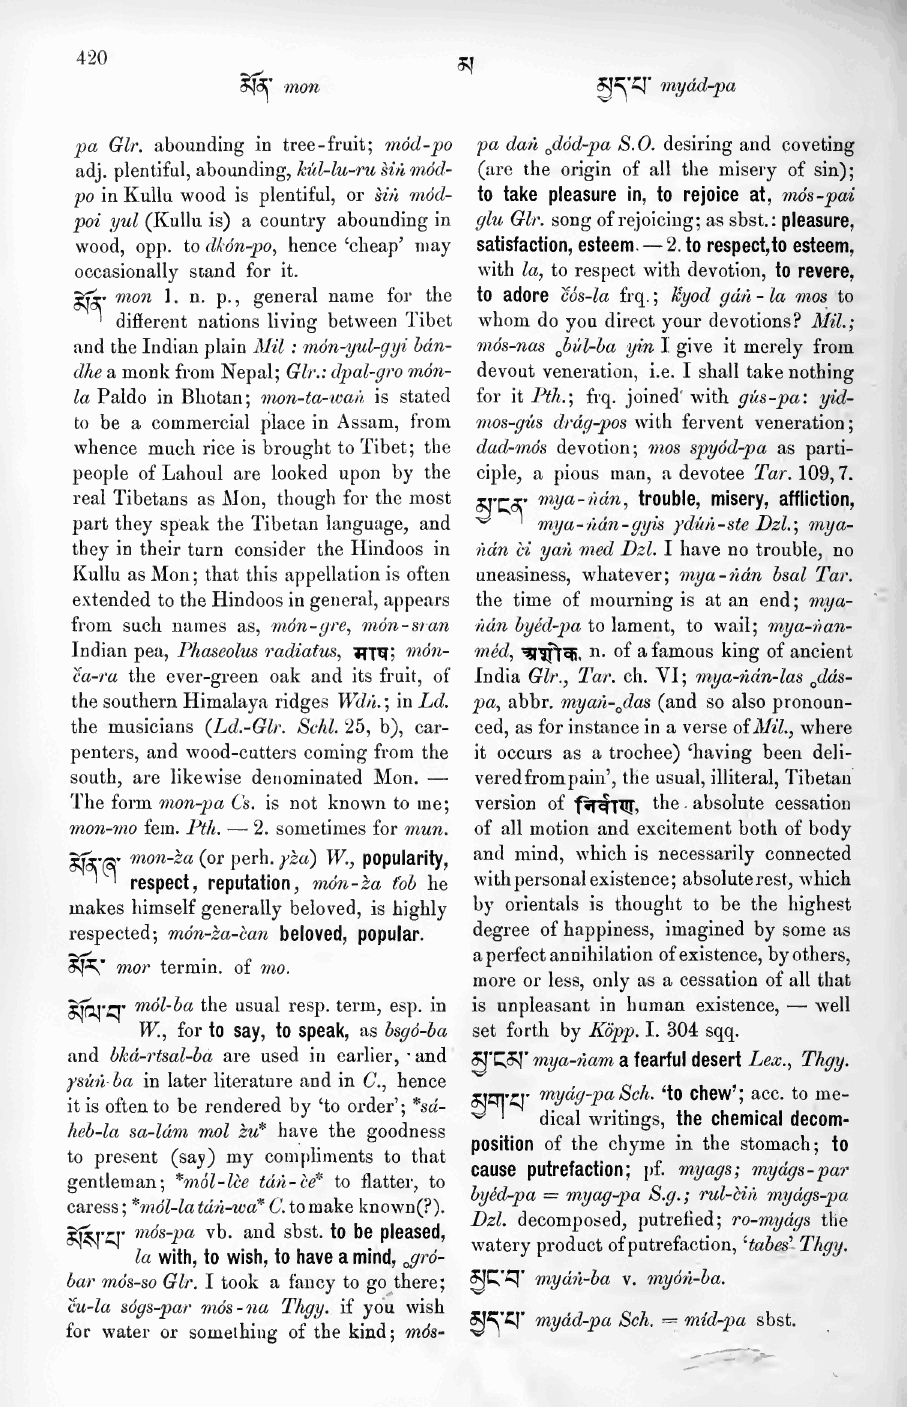 420
མ
མོན་ mon
མྱད་པ་ myád-pa
pa Glr. abounding in tree-fruit; mód-po
adj. plentiful, abounding, kúl-lu-ru šiṅ mód-
po in Kullu wood is plentiful, or šiṅ mód-
poi yul (Kullu is) a country abounding in
wood, opp. to dkón-po, hence ‘cheap’ may
occasionally stand for it.
མོན་ mon 1. n. p., general name for the
different nations living between Tibet
and the Indian plain Mil : món-yul-gyi bán-
dhe a monk from Nepal; Glr.: dpal-gro món-
la Paldo in Bhotan; mon-ta-waṅ is stated
to be a commercial place in Assam, from
whence much rice is brought to Tibet; the
people of Lahoul are looked upon by the
real Tibetans as Mon, though for the most
part they speak the Tibetan language, and
they in their turn consider the Hindoos in
Kullu as Mon; that this appellation is often
extended to the Hindoos in general, appears
from such names as, món-gre, món-sran
Indian pea, Phaseolus radiatus, माष; món-
ča-ra the ever-green oak and its fruit, of
the southern Himalaya ridges Wdṅ.; in Ld.
the musicians (Ld.-Glr. Schl. 25, b), car-
penters, and wood-cutters coming from the
south, are likewise denominated Mon. —
The form mon-pa Cs. is not known to me;
mon-mo fem. Pth. — 2. sometimes for mun.
མོན་ཞ་ mon-ža (or perh. γža) W., popularity,
respect, reputation, món-ža t‘ob he
makes himself generally beloved, is highly
respected; món-ža-čan beloved, popular.
མོར་ mor termin. of mo.
མོལ་བ་ mól-ba the usual resp. term, esp. in
W., for to say, to speak, as bsgó-ba
and bká-rtsal-ba are used in earlier, and
γsúṅ-ba in later literature and in C., hence
it is often to be rendered by ‘to order’; *sá-
heb-la sa-lám mol žu* have the goodness
to present (say) my compliments to that
gentleman; *mól-lče táṅ-če* to flatter, to
caress; *mól-la táṅ-wa* C. to make known(?).
མོས་པ་ mós-pa vb. and sbst. to be pleased,
la with, to wish, to have a mind, ₀gró-
bar mós-so Glr. I took a fancy to go there;
ču-la sógs-par mós-na Thgy. if you wish
for water or something of the kind; mós-
pa daṅ ₀dód-pa S.O. desiring and coveting
(are the origin of all the misery of sin);
to take pleasure in, to rejoice at, mós-pai
glu Glr. song of rejoicing; as sbst.: pleasure,
satisfaction, esteem. — 2. to respect, to esteem,
with la, to respect with devotion, to revere,
to adore čós-la frq.; k‘yod gáṅ-la mos to
whom do you direct your devotions? Mil.;
mós-nas ₀búl-ba yin I give it merely from
devout veneration, i.e. I shall take nothing
for it Pth.; frq. joined with gús-pa: yid-
mos-gús drág-pos with fervent veneration;
dad-mós devotion; mos spyód-pa as parti-
ciple, a pious man, a devotee Tar. 109, 7.
མྱ་ངན་ mya-ṅán, trouble, misery, affliction,
mya-ṅán-gyis γdúṅ-ste Dzl.; mya-
ṅán či yaṅ med Dzl. I have no trouble, no
uneasiness, whatever; mya-ṅán bsal Tar.
the time of mourning is at an end; mya-
ṅán byéd-pa to lament, to wail; mya-ṅan-
méd, अशोक, n. of a famous king of ancient
India Glr., Tar. ch. VI; mya-ṅán-las ₀dás-
pa, abbr. myaṅ-₀das (and so also pronoun-
ced, as for instance in a verse of Mil., where
it occurs as a trochee) ‘having been deli-
vered from pain’, the usual, illiteral, Tibetan
version of निर्वाण, the absolute cessation
of all motion and excitement both of body
and mind, which is necessarily connected
with personal existence; absolute rest, which
by orientals is thought to be the highest
degree of happiness, imagined by some as
a perfect annihilation of existence, by others,
more or less, only as a cessation of all that
is unpleasant in human existence, — well
set forth by Köpp. I. 304 sqq.
མྱ་ངམ་ mya-ṅam a fearful desert Lex., Thgy.
མྱག་པ་ myág-pa Sch. ‘to chew’; acc. to me-
dical writings, the chemical decom-
position of the chyme in the stomach; to
cause putrefaction; pf. myags; myágs-par
byéd-pa = myag-pa S.g.; rul-čiṅ myágs-pa
Dzl. decomposed, putrefied; ro-myágs the
watery product of putrefaction, ‘tabes’ Thgy.
མྱང་བ་ myáṅ-ba v. myóṅ-ba.
མྱད་པ་ myád-pa Sch. = míd-pa sbst.